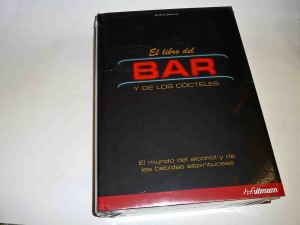 El libro del
BAR
Y DE LOS CÓCTELES
El mundo del alcohol y de
las bebidas espirituosas
h.f.ullmann